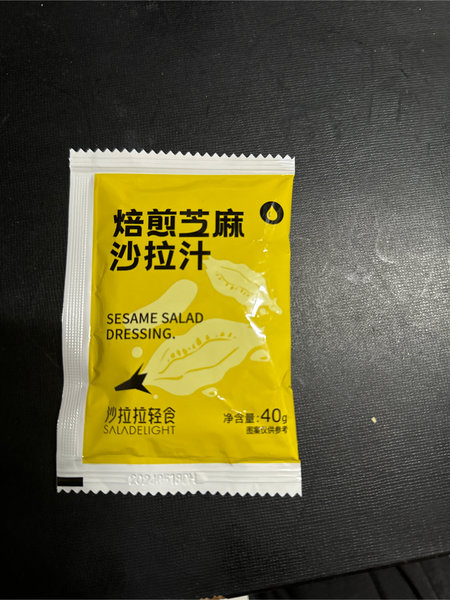 焙煎芝麻
沙拉汁
SESAME SALAD
DRESSING.
沙拉拉轻食
SALADELIGHT
净含量:40g
图案仅供参考